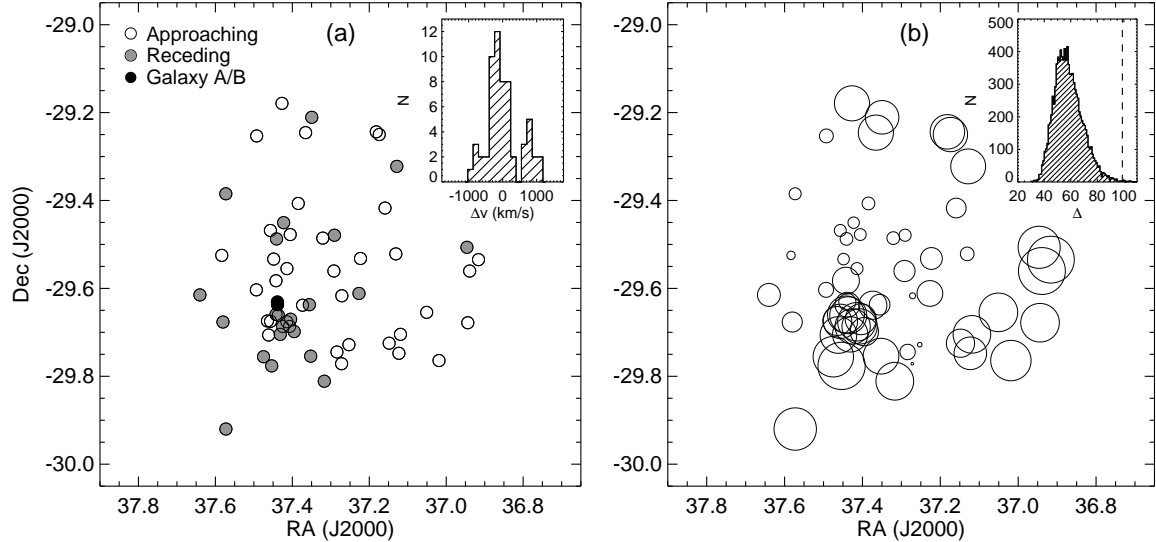 (a)
Approaching
Receding
Galaxy A/B
-29.0
-29.2
-29.4
-29.6
-29.8
-30.0
Dec (J2000)
37.8 37.6 37.4 37.2 37.0 36.8
RA (J2000)
12
10
8
6
4
2
0
N
-1000 0 1000
Δv (km/s)
(b)
-29.0
-29.2
-29.4
-29.6
-29.8
-30.0
37.8 37.6 37.4 37.2 37.0 36.8
RA (J2000)
500
400
300
200
100
0
N
20 40 60 80 100
Δ